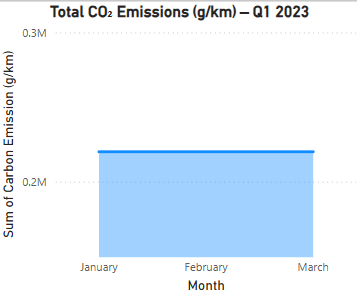 Total CO₂ Emissions (g/km) – Q1 2023
0.3M
Sum of Carbon Emission (g/km)
0.2M
January February March
Month